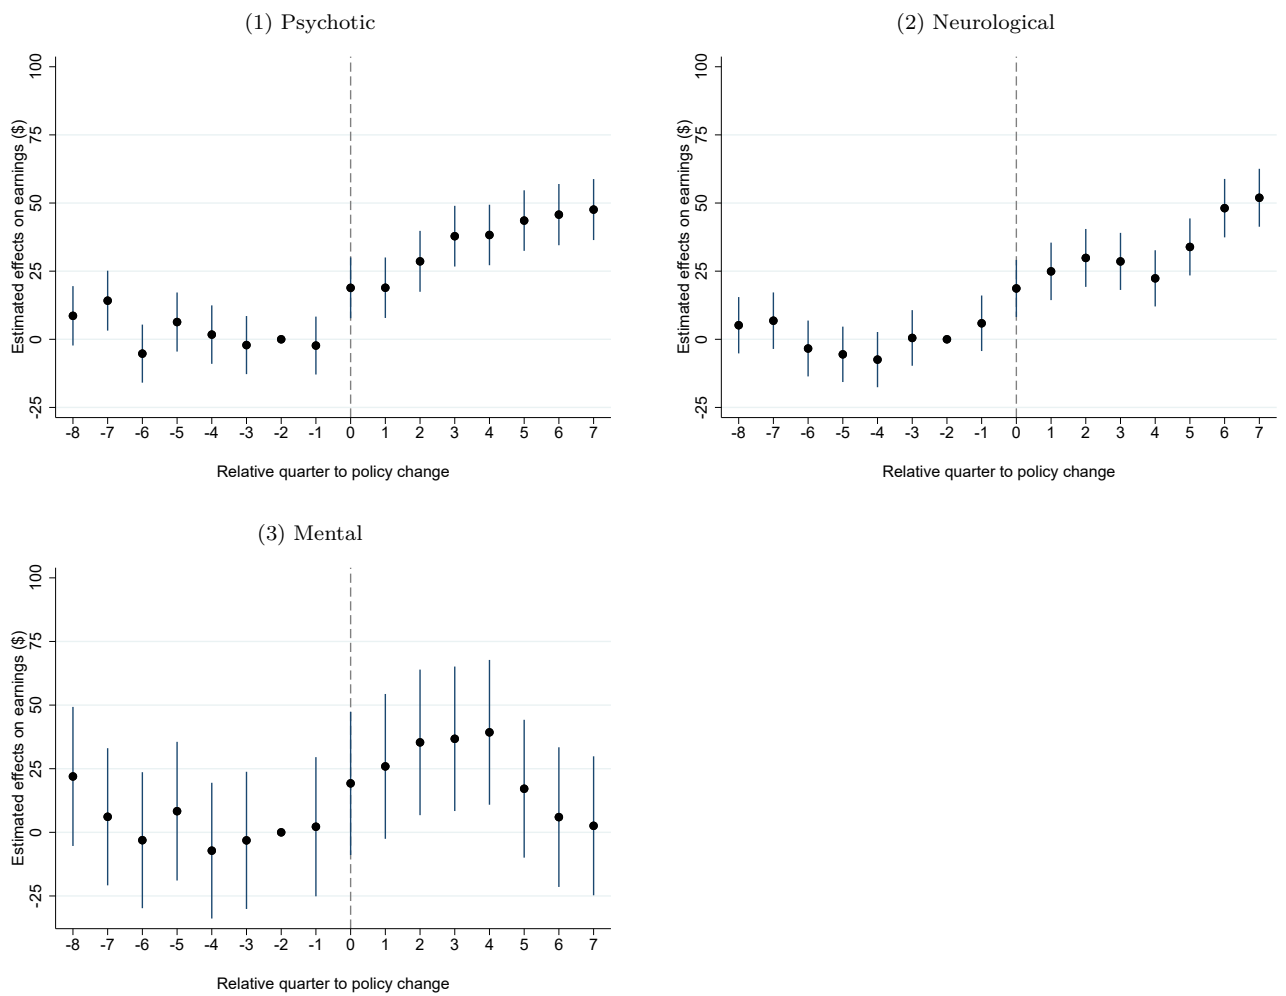 (1) Psychotic
Estimated effects on earnings ($)
100
75
50
25
0
-25
-8 -7 -6 -5 -4 -3 -2 -1 0 1 2 3 4 5 6 7
Relative quarter to policy change
(2) Neurological
Estimated effects on earnings ($)
100
75
50
25
0
-25
-8 -7 -6 -5 -4 -3 -2 -1 0 1 2 3 4 5 6 7
Relative quarter to policy change
(3) Mental
Estimated effects on earnings ($)
100
75
50
25
0
-25
-8 -7 -6 -5 -4 -3 -2 -1 0 1 2 3 4 5 6 7
Relative quarter to policy change